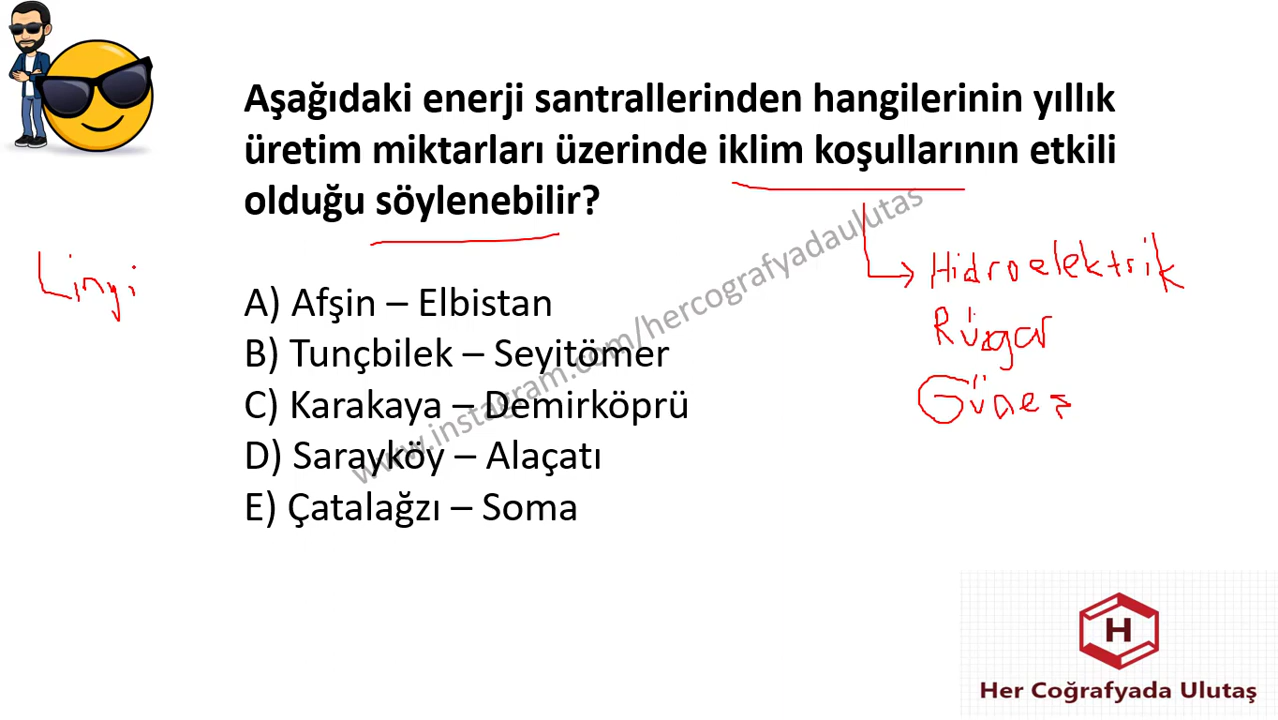 Aşağıdaki enerji santrallerinden hangilerinin yıllık
üretim miktarları üzerinde iklim koşullarının etkili
olduğu söylenebilir?
Linyi
Hidroelektrik
Rüzgar
Güneş
A) Afşin – Elbistan
B) Tunçbilek – Seyitömer
C) Karakaya – Demirköprü
D) Sarayköy – Alaçatı
E) Çatalağzı – Soma
www.instagram.com/hercografyadaulutas
H
Her Coğrafyada Ulutaş